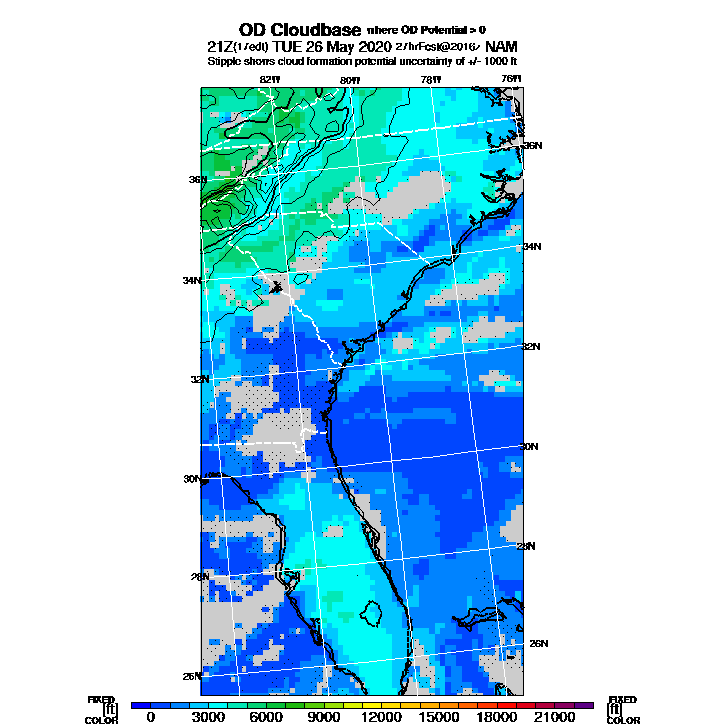 OD Cloudbase where OD Potential > 0
21Z(17edt) TUE 26 May 2020 27hrFcst@2016z NAM
Stipple shows cloud formation potential uncertainty of +/- 1000 ft
82W 80W 78W 76W
36N 36N
34N 34N
32N 32N
30N 30N
28N 28N
26N 26N
FIXED FIXED
[ft] [ft]
COLOR 0 3000 6000 9000 12000 15000 18000 21000 COLOR